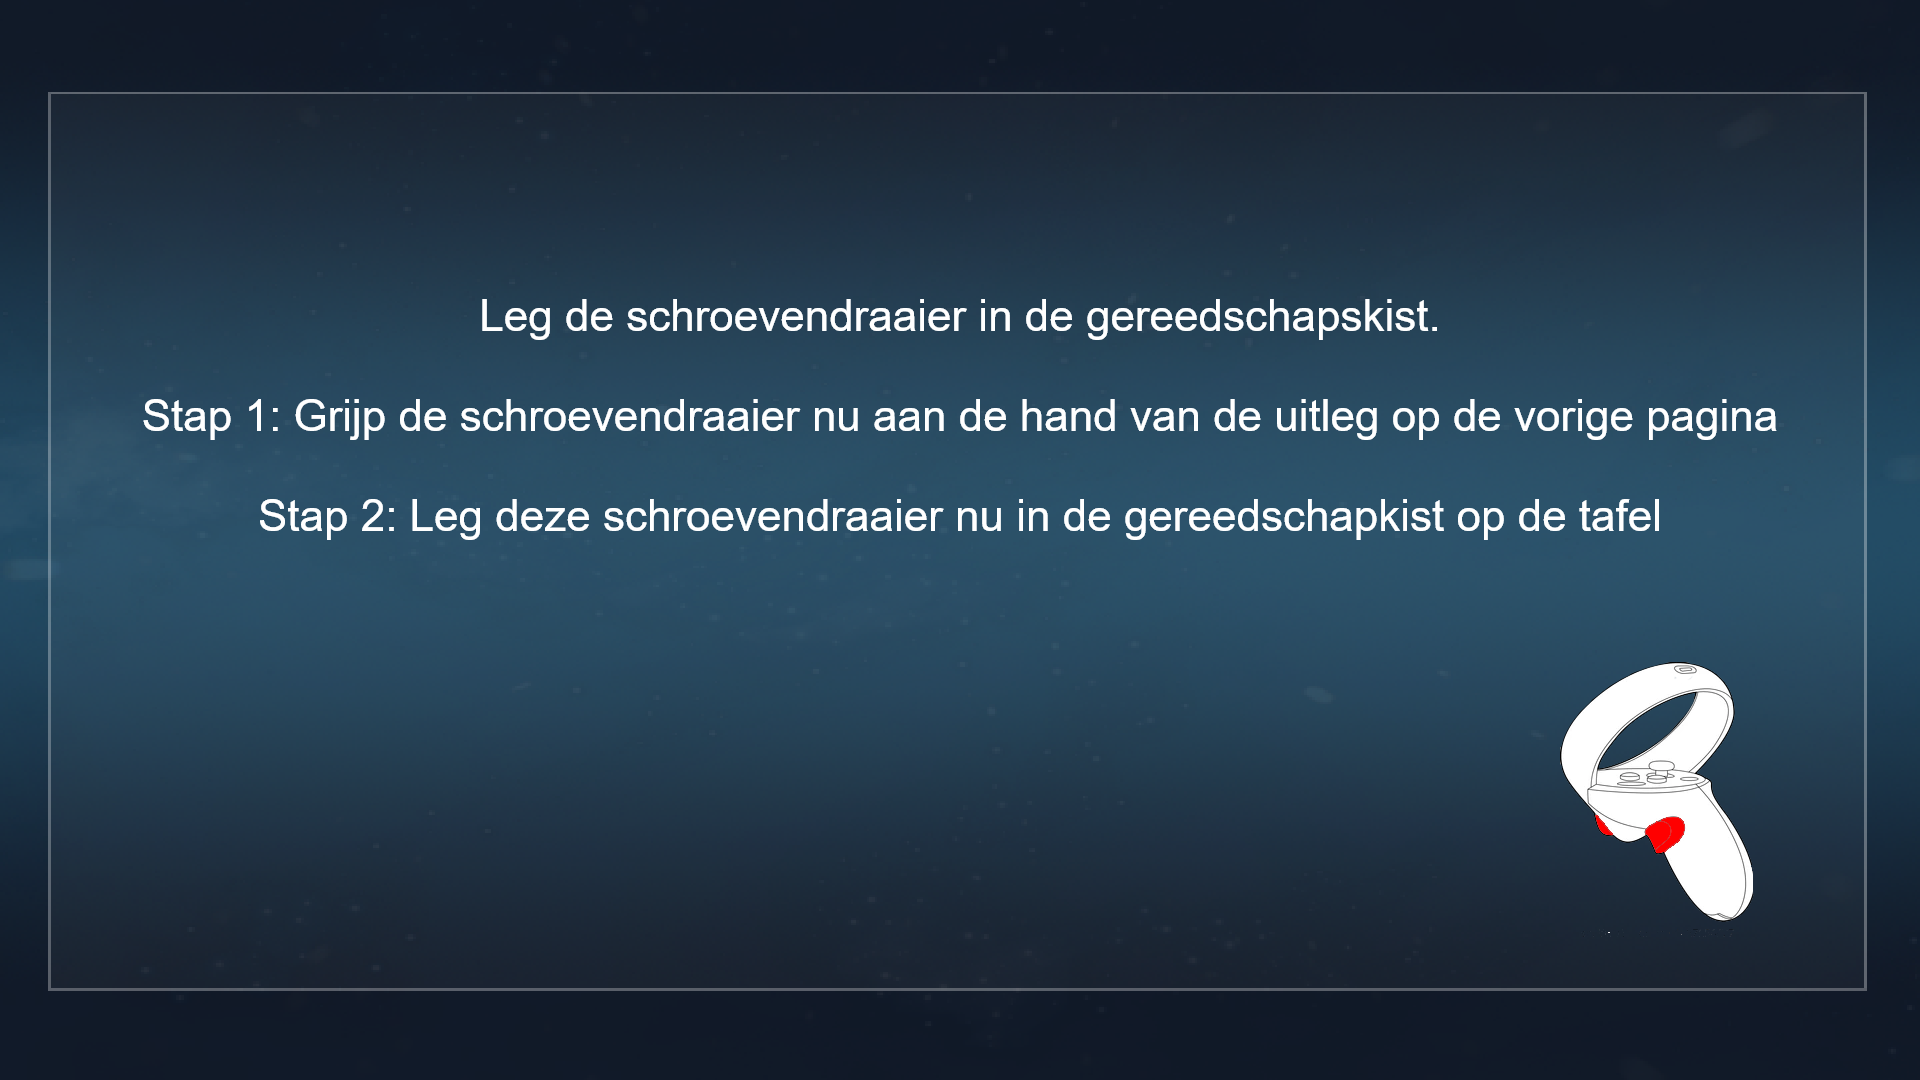 Leg de schroevendraaier in de gereedschapskist.
Stap 1: Grijp de schroevendraaier nu aan de hand van de uitleg op de vorige pagina
Stap 2: Leg deze schroevendraaier nu in de gereedschapkist op de tafel